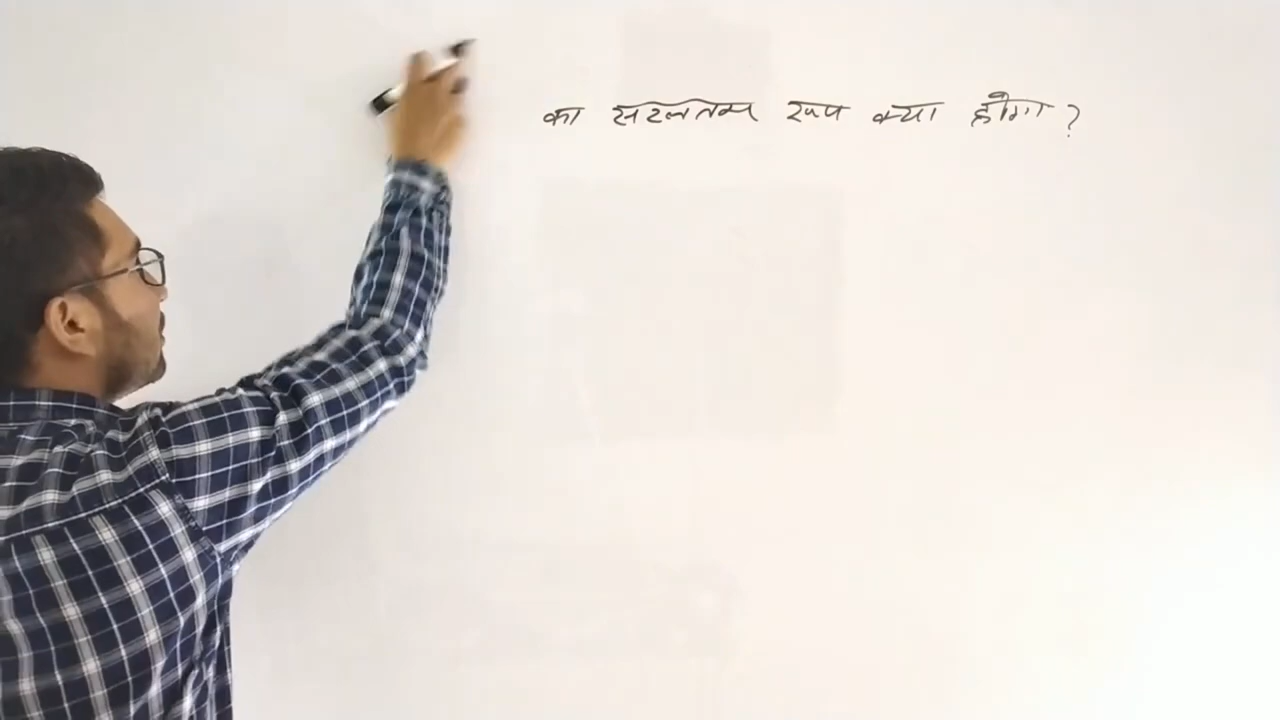 का सरलतम रूप क्या होगा ?